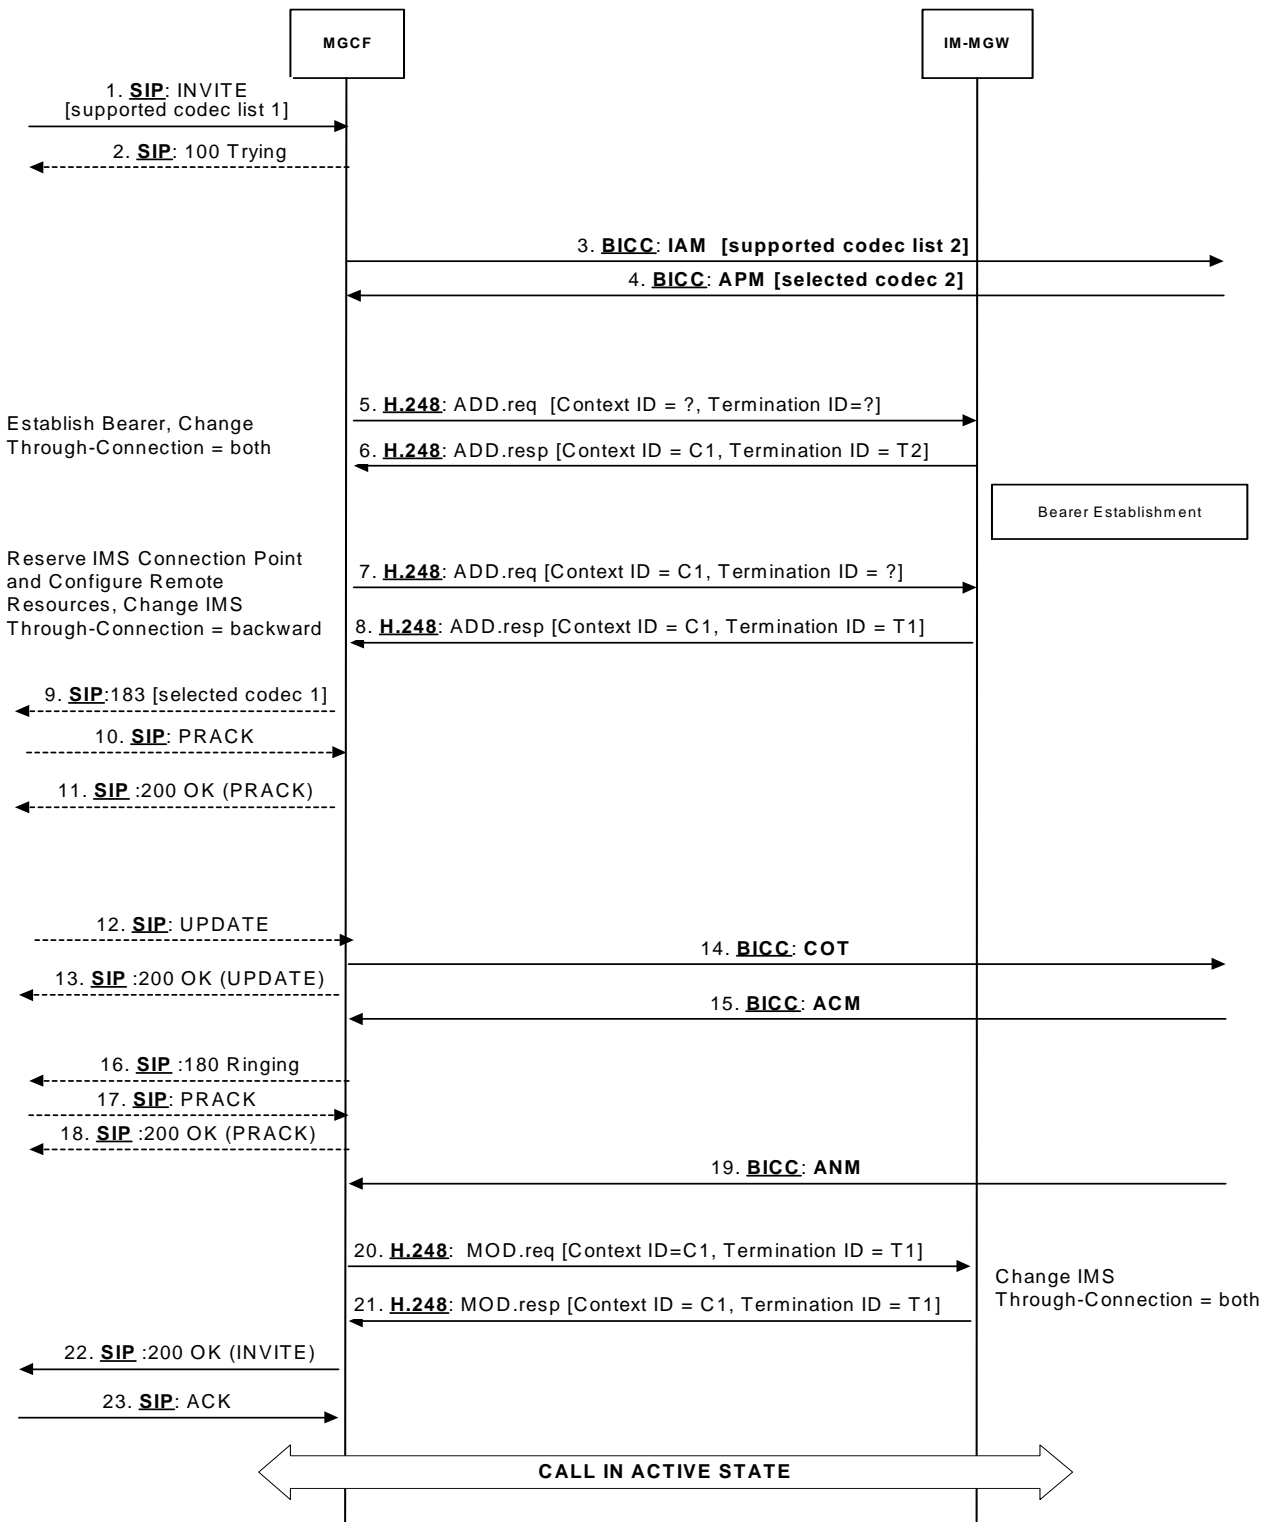 MGCF
IM-MGW
1. SIP: INVITE
[supported codec list 1]
2. SIP: 100 Trying
3. BICC: IAM [supported codec list 2]
4. BICC: APM [selected codec 2]
5. H.248: ADD.req [Context ID = ?, Termination ID=?]
Establish Bearer, Change
Through-Connection = both
6. H.248: ADD.resp [Context ID = C1, Termination ID = T2]
Bearer Establishment
Reserve IMS Connection Point
and Configure Remote
Resources, Change IMS
Through-Connection = backward
7. H.248: ADD.req [Context ID = C1, Termination ID = ?]
8. H.248: ADD.resp [Context ID = C1, Termination ID = T1]
9. SIP:183 [selected codec 1]
10. SIP: PRACK
11. SIP :200 OK (PRACK)
12. SIP: UPDATE
14. BICC: COT
13. SIP :200 OK (UPDATE)
15. BICC: ACM
16. SIP :180 Ringing
17. SIP: PRACK
18. SIP :200 OK (PRACK)
19. BICC: ANM
20. H.248: MOD.req [Context ID=C1, Termination ID = T1]
21. H.248: MOD.resp [Context ID = C1, Termination ID = T1]
Change IMS
Through-Connection = both
22. SIP :200 OK (INVITE)
23. SIP: ACK
CALL IN ACTIVE STATE